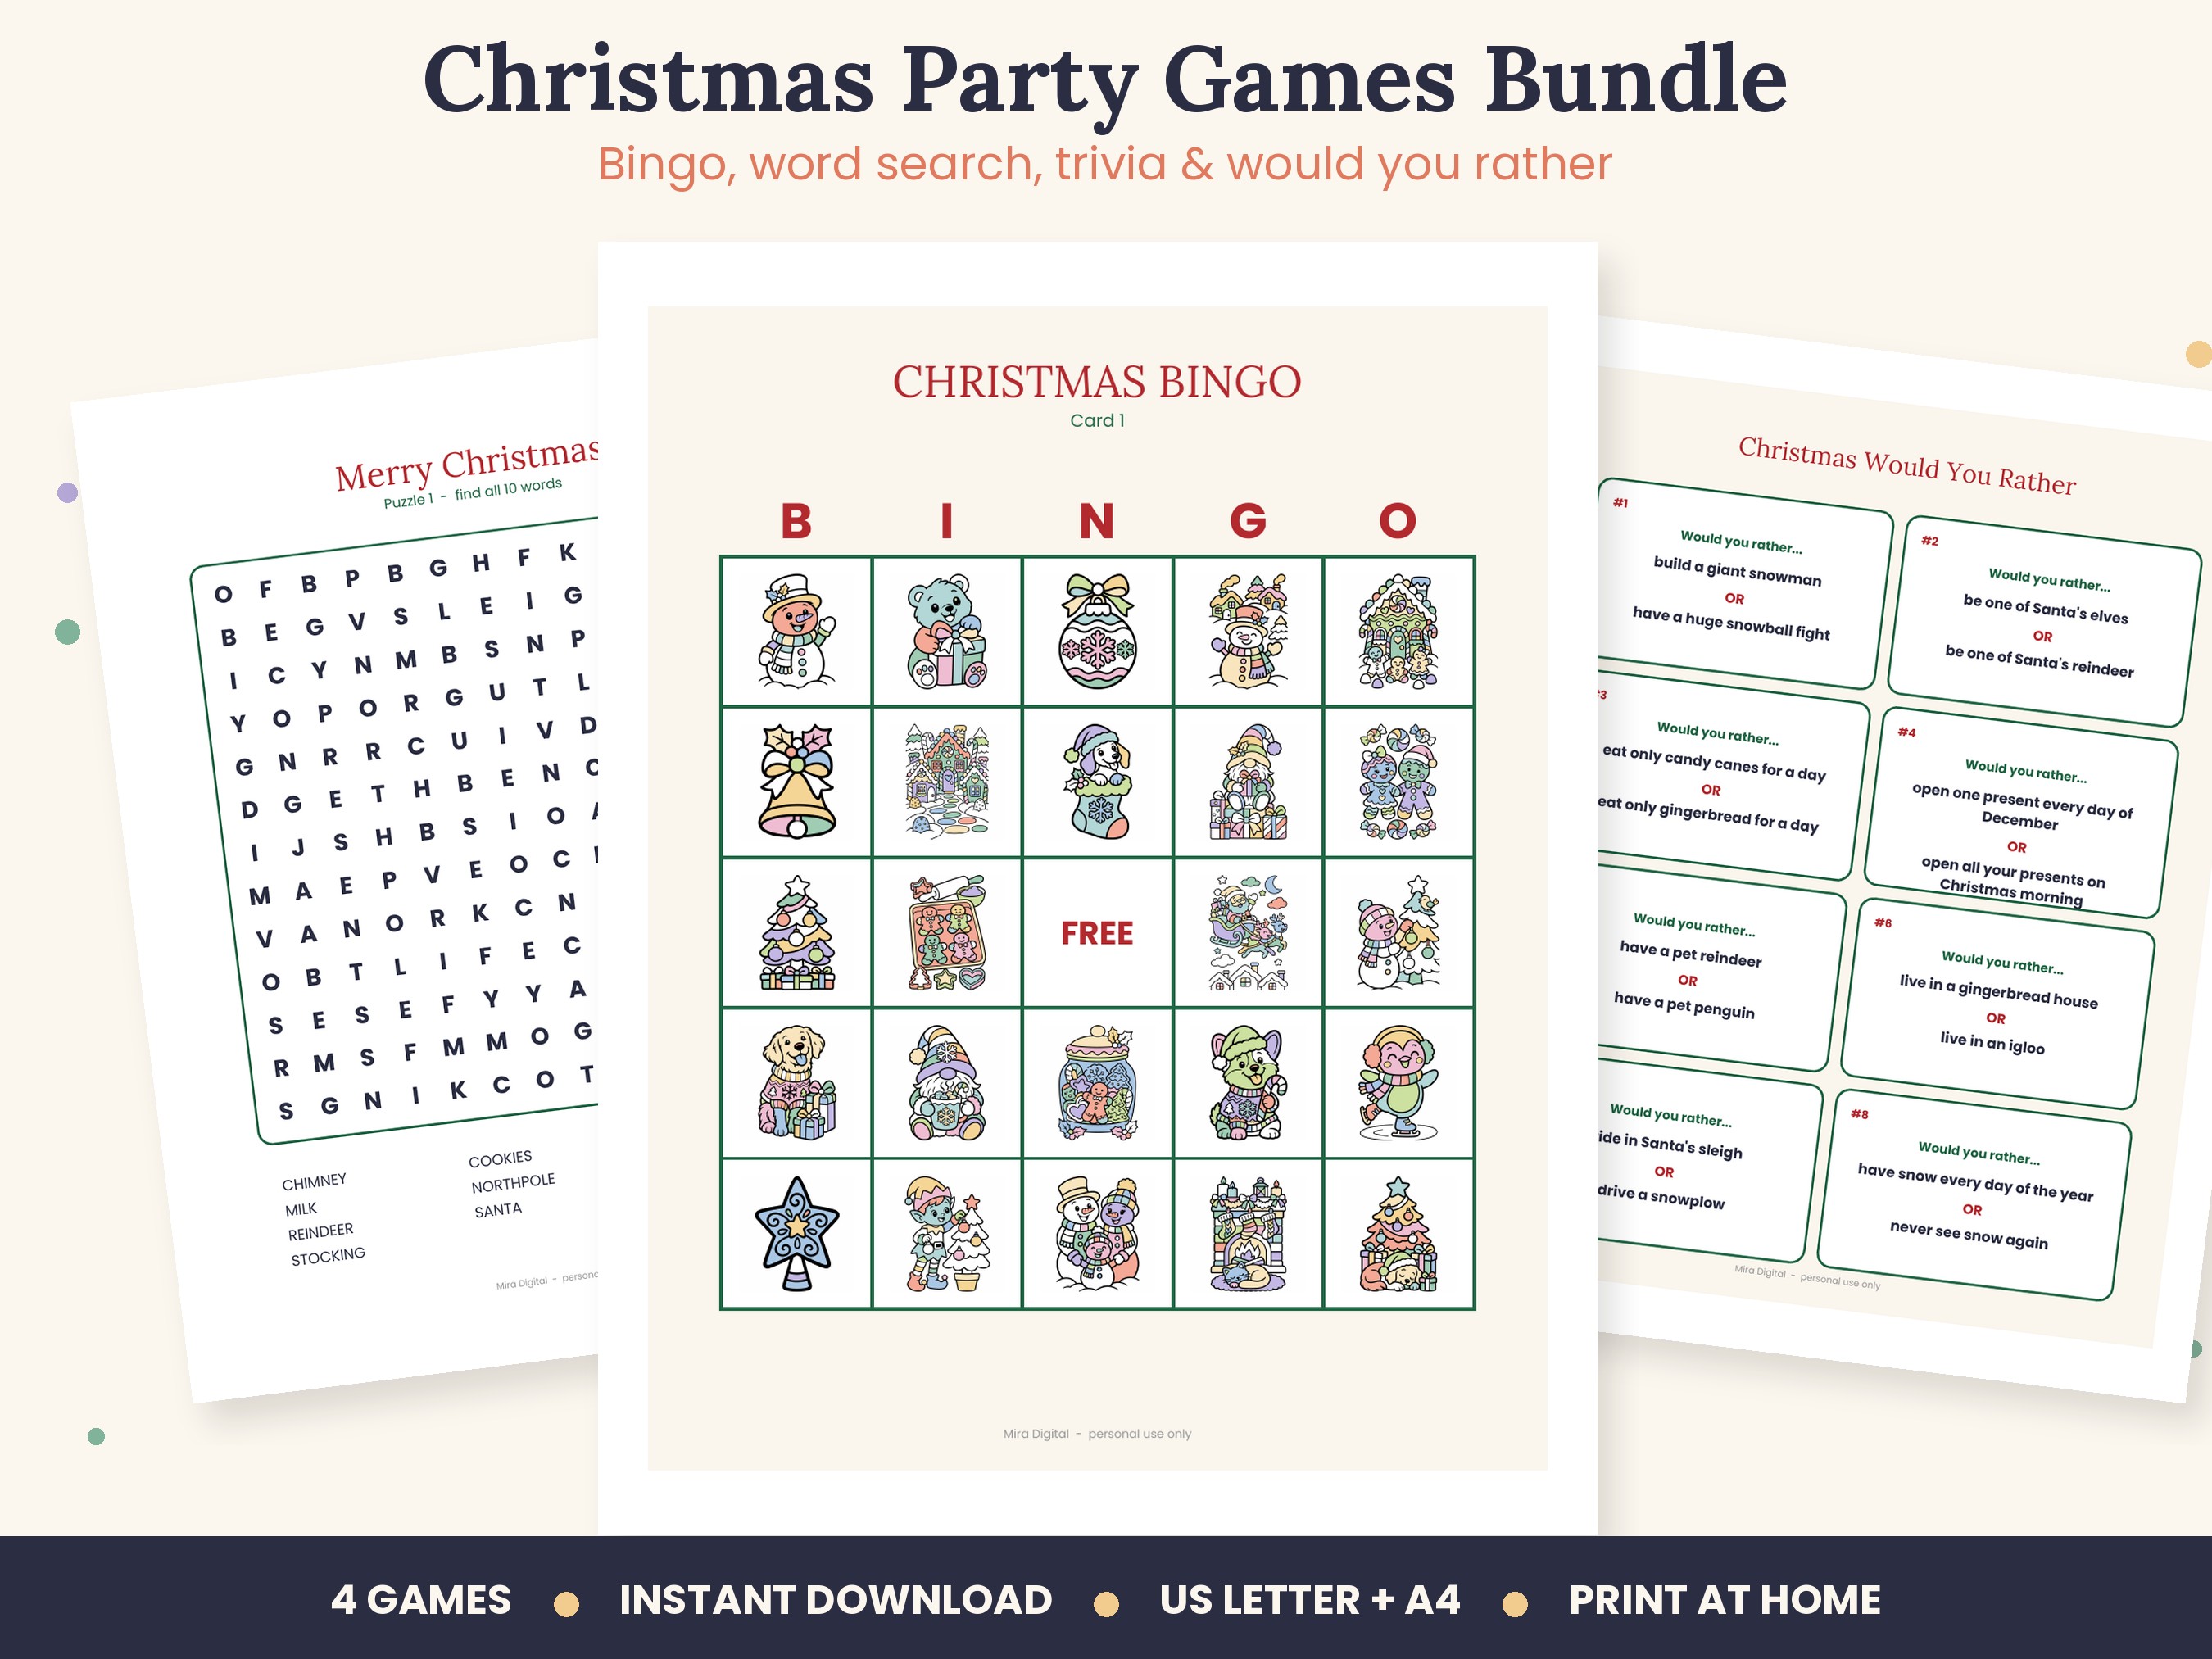 Christmas Party Games Bundle
Bingo, word search, trivia & would you rather
Merry Christmas
Puzzle 1 - find all 10 words
O F B P B G H F K
B E G V S L E I G
I C Y N M B S N P
Y O P O R G U T L
G N R R C U I V D
D G E T H B E N
I J S H B S I O
M A E P V E O C
V A N O R K C N
O B T L I F E C
S E S E F Y Y A
R M S F M M O G
S G N I K C O T
CHIMNEY
MILK
REINDEER
STOCKING
COOKIES
NORTHPOLE
SANTA
Mira Digital - 
CHRISTMAS BINGO
Card 1
B I N G O
FREE
Mira Digital - personal use only
Christmas Would You Rather
#1
Would you rather...
build a giant snowman
OR
have a huge snowball fight
#2
Would you rather...
be one of Santa's elves
OR
be one of Santa's reindeer
#3
Would you rather...
eat only candy canes for a day
OR
eat only gingerbread for a day
#4
Would you rather...
open one present every day of
December
OR
open all your presents on
Christmas morning
Would you rather...
have a pet reindeer
OR
have a pet penguin
#6
Would you rather...
live in a gingerbread house
OR
live in an igloo
Would you rather...
in Santa's sleigh
OR
drive a snowplow
#8
Would you rather...
have snow every day of the year
OR
never see snow again
Mira Digital - personal use only
4 GAMES
INSTANT DOWNLOAD
US LETTER + A4
PRINT AT HOME